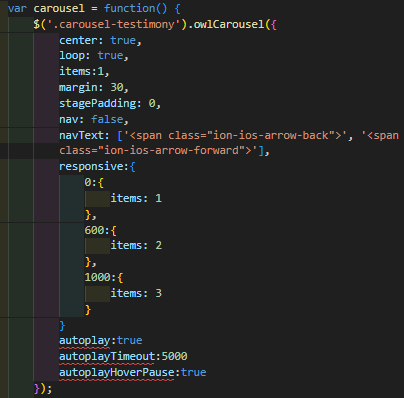 var carousel = function() {
$('.carousel-testimony').owlCarousel({
center: true,
loop: true,
items:1,
margin: 30,
stagePadding: 0,
nav: false,
navText: ['<span class="ion-ios-arrow-back">', '<span
class="ion-ios-arrow-forward">'],
responsive:{
0:{
items: 1
},
600:{
items: 2
},
1000:{
items: 3
}
}
autoplay:true
autoplayTimeout:5000
autoplayHoverPause:true
});